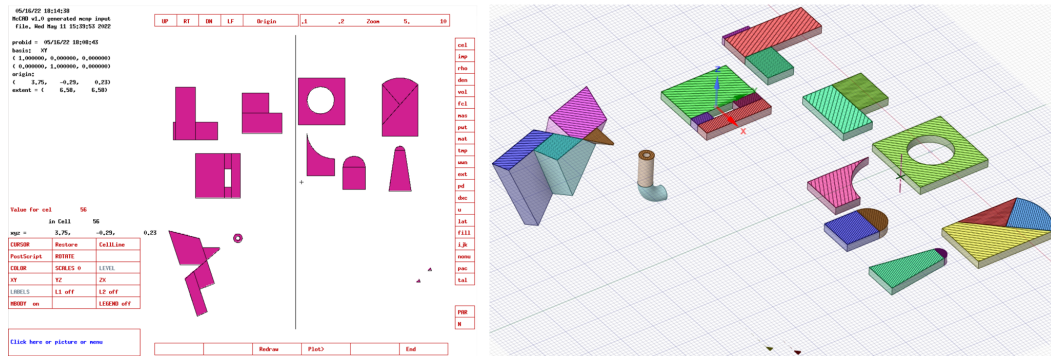 05/16/22 18:14:38
McCAD v1.0 generated mcnp input
file, Wed May 11 15:39:53 2022
probid = 05/16/22 18:08:43
basis: XY
( 1,000000, 0,000000, 0,000000)
( 0,000000, 1,000000, 0,000000)
origin:
( 3,75, -0,29, 0,23)
extent = ( 6,58, 6,58)
UP RT DN LF Origin .1 .2 Zoom 5. 10
cel
imp
rho
den
vol
fcl
mas
pwt
mat
tmp
wwn
ext
pd
dxc
u
lat
fill
ijk
nonu
pac
tal
PAR
N
Value for cel 56
in Cell 56
xyz = 3,75, -0,29, 0,23
CURSOR Restore CellLine
PostScript ROTATE
COLOR SCALES 0 LEVEL
XY YZ ZX
LABELS L1 off L2 off
MBODY on LEGEND off
Click here or picture or menu
Redraw Plot> End
Z
X